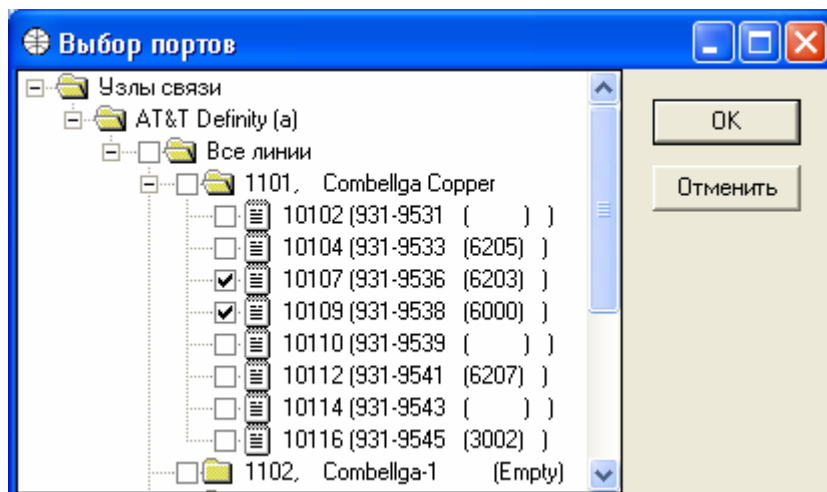 Выбор портов
Узлы связи
AT&T Definity (a)
Все линии
1101, Combellga Copper
10102 (931-9531 ( ) )
10104 (931-9533 (6205) )
10107 (931-9536 (6203) )
10109 (931-9538 (6000) )
10110 (931-9539 ( ) )
10112 (931-9541 (6207) )
10114 (931-9543 ( ) )
10116 (931-9545 (3002) )
1102, Combellga-1 (Empty)
OK
Отменить